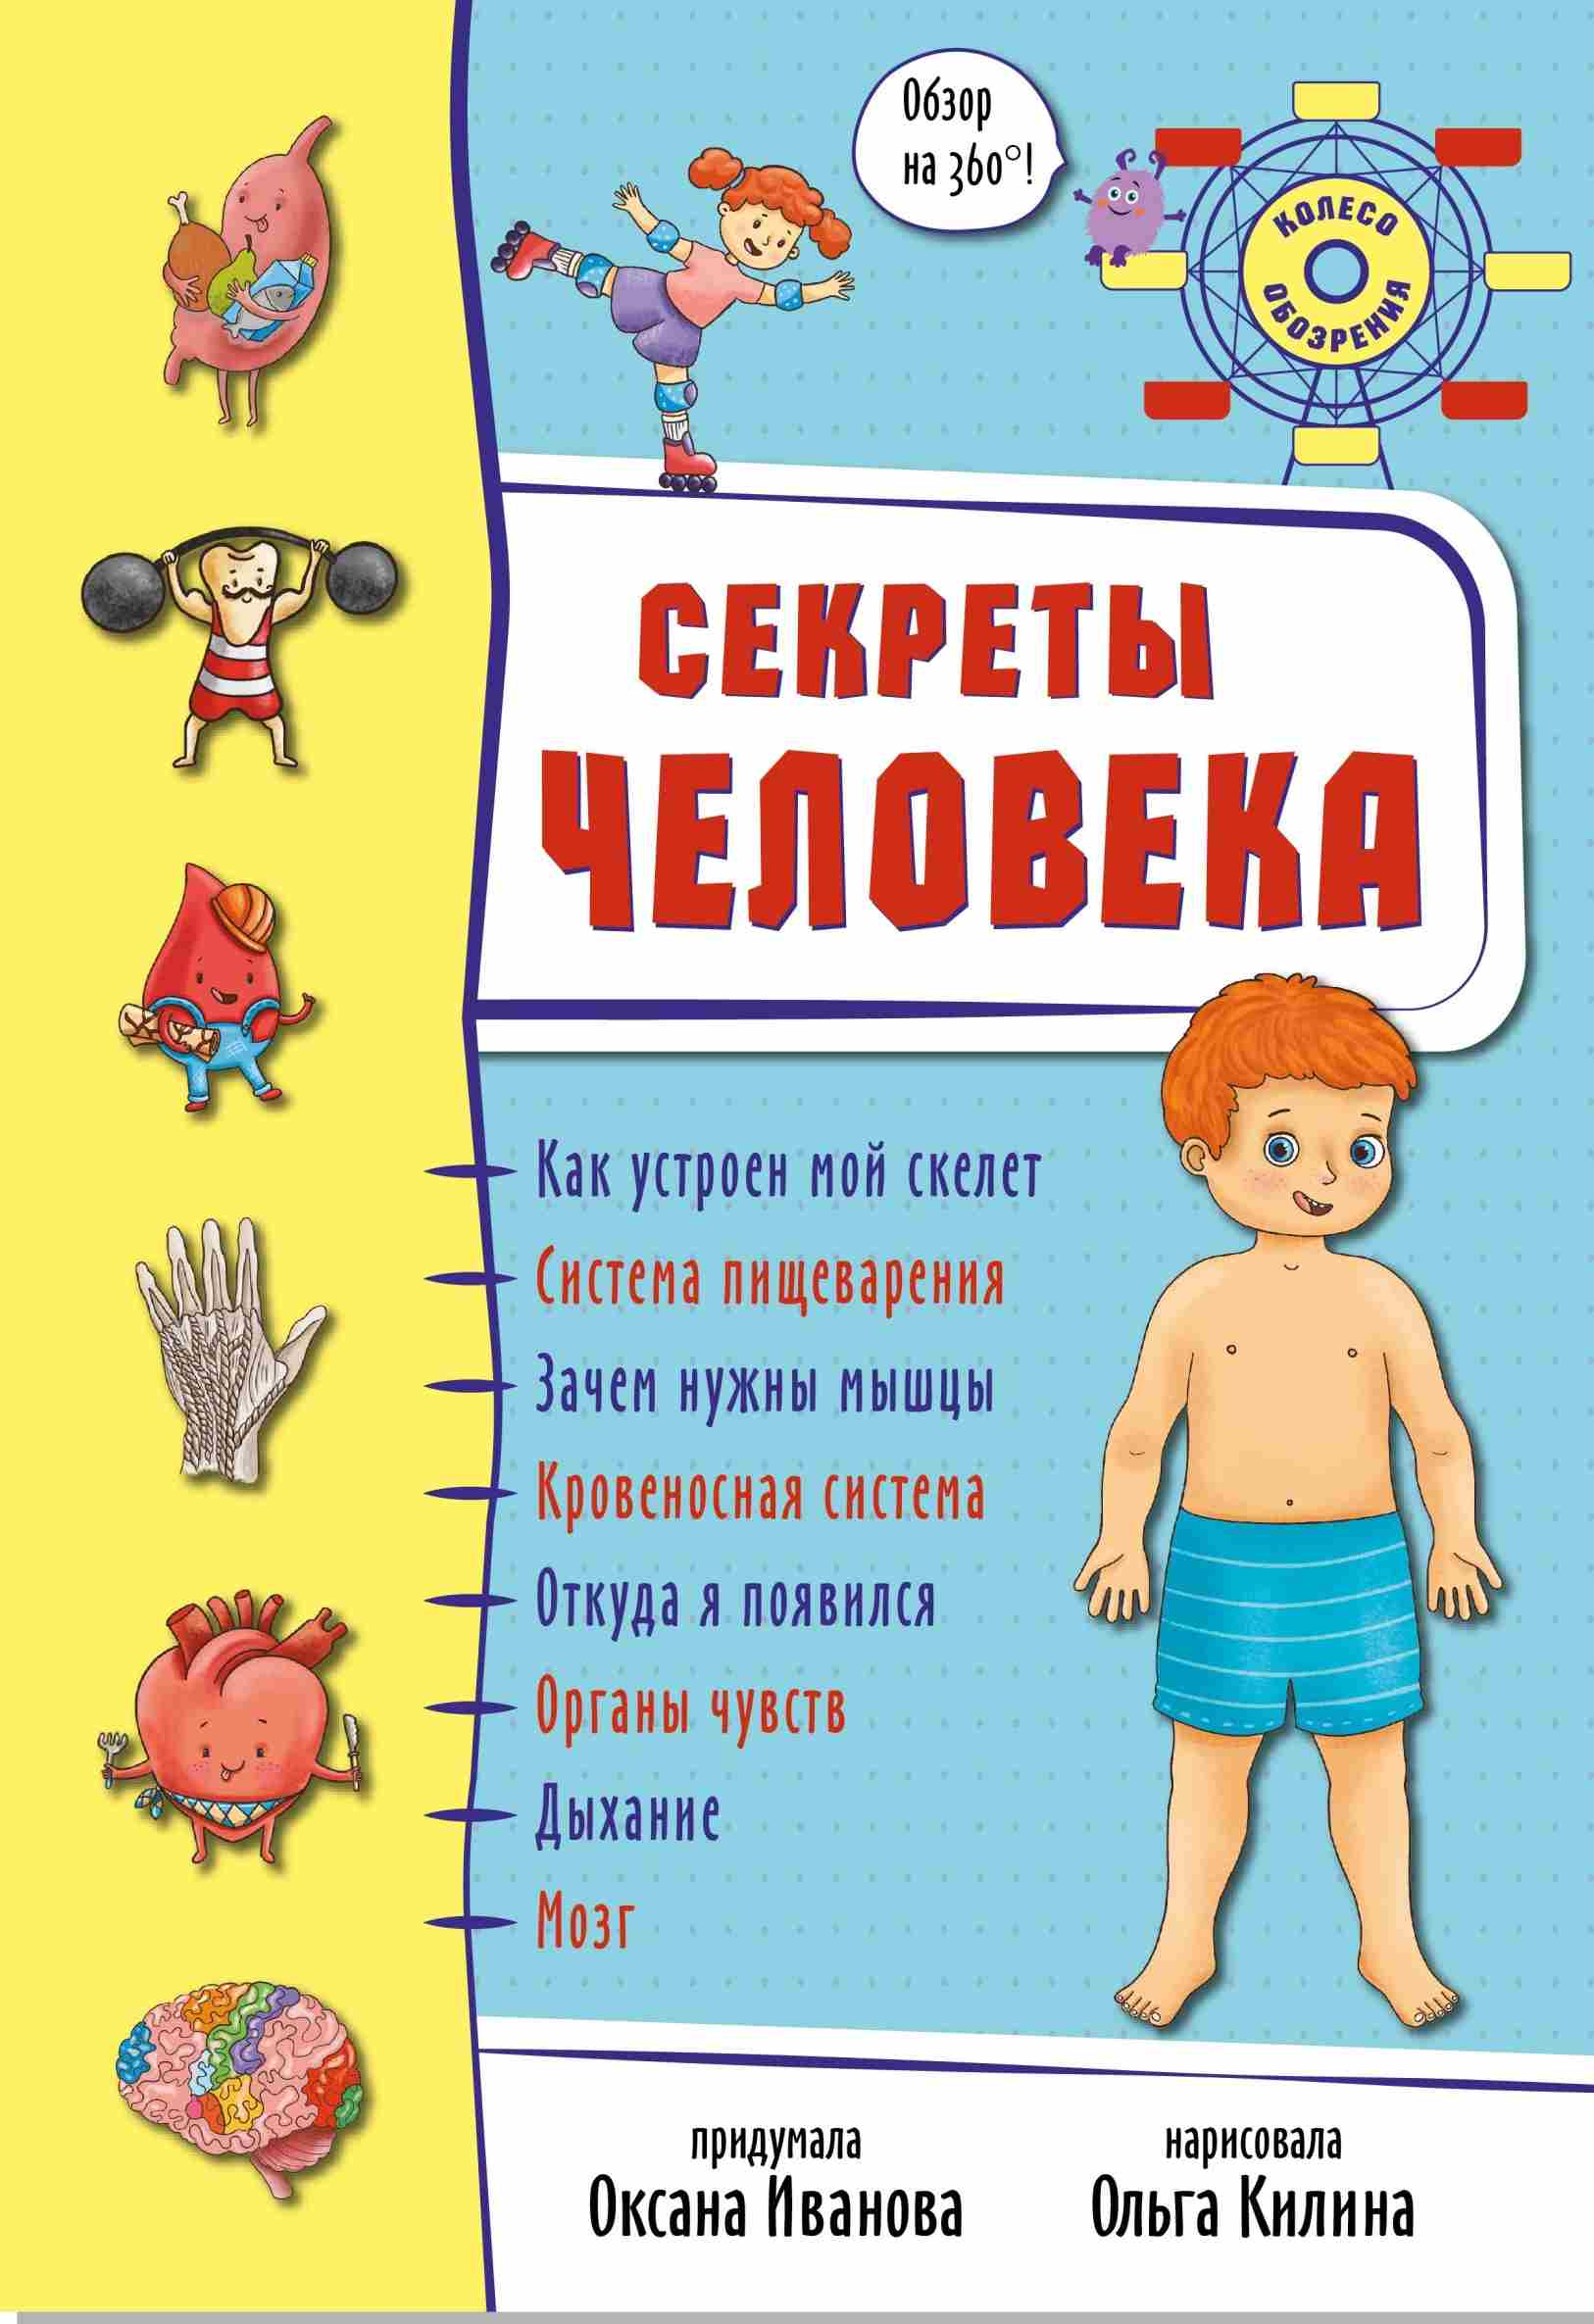 Обзор
на 360°!
КОЛЕСО
ОБОЗРЕНИЯ
СЕКРЕТЫ
ЧЕЛОВЕКА
Как устроен мой скелет
Система пищеварения
Зачем нужны мышцы
Кровеносная система
Откуда я появился
Органы чувств
Дыхание
Мозг
придумала
Оксана Иванова
нарисовала
Ольга Килина